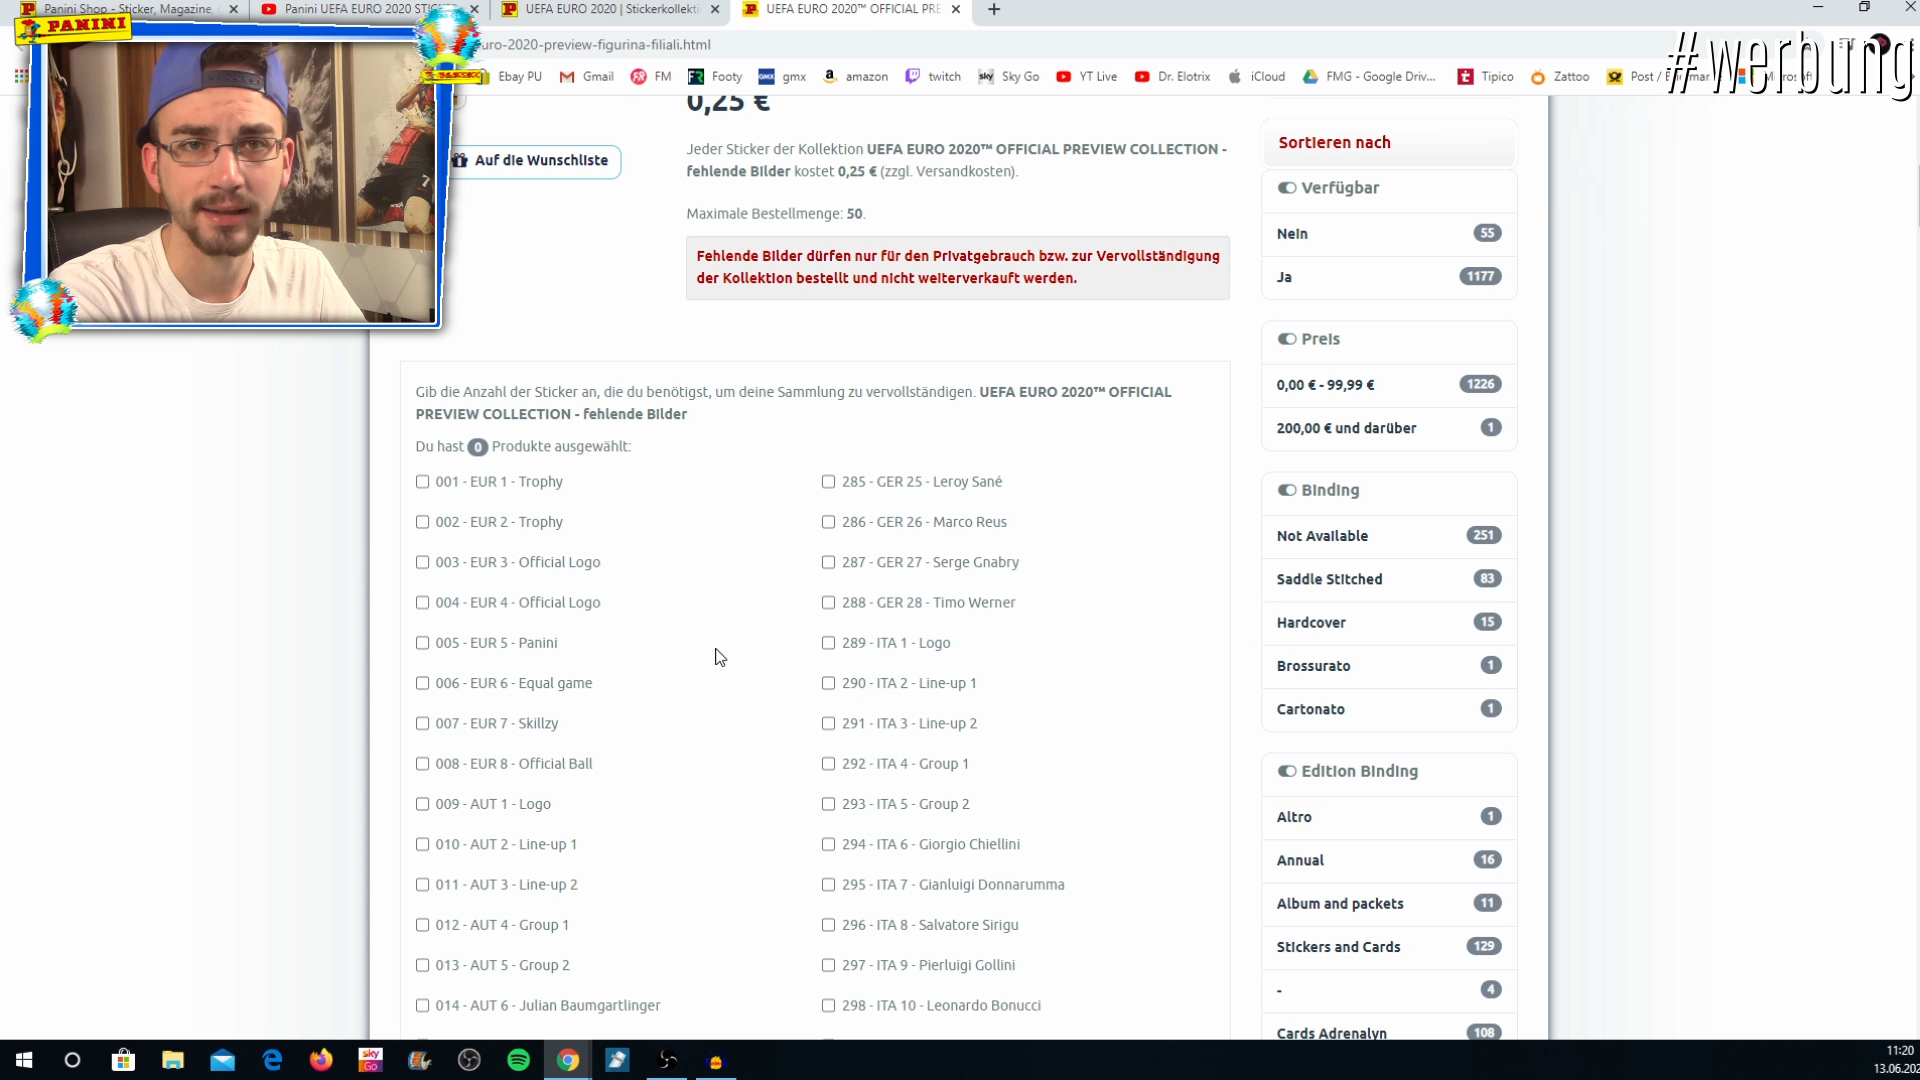 Panini Shop - Sticker, Magazine,
Panini UEFA EURO 2020
UEFA EURO 2020 | Stickerkollekt
UEFA EURO 2020™ OFFICIAL PRE
PANINI
uro-2020-preview-figurina-filiali.html
#werbung
Ebay PU
Gmail
FM
Footy
gmx
amazon
twitch
Sky Go
YT Live
Dr. Elotrix
iCloud
FMG - Google Driv...
Tipico
Zattoo
Post /
0,25 €
Auf die Wunschliste
Jeder Sticker der Kollektion UEFA EURO 2020™ OFFICIAL PREVIEW COLLECTION -
fehlende Bilder kostet 0,25 € (zzgl. Versandkosten).
Maximale Bestellmenge: 50.
Fehlende Bilder dürfen nur für den Privatgebrauch bzw. zur Vervollständigung
der Kollektion bestellt und nicht weiterverkauft werden.
Gib die Anzahl der Sticker an, die du benötigst, um deine Sammlung zu vervollständigen. UEFA EURO 2020™ OFFICIAL
PREVIEW COLLECTION - fehlende Bilder
Du hast 0 Produkte ausgewählt:
001 - EUR 1 - Trophy
002 - EUR 2 - Trophy
003 - EUR 3 - Official Logo
004 - EUR 4 - Official Logo
005 - EUR 5 - Panini
006 - EUR 6 - Equal game
007 - EUR 7 - Skillzy
008 - EUR 8 - Official Ball
009 - AUT 1 - Logo
010 - AUT 2 - Line-up 1
011 - AUT 3 - Line-up 2
012 - AUT 4 - Group 1
013 - AUT 5 - Group 2
014 - AUT 6 - Julian Baumgartlinger
285 - GER 25 - Leroy Sané
286 - GER 26 - Marco Reus
287 - GER 27 - Serge Gnabry
288 - GER 28 - Timo Werner
289 - ITA 1 - Logo
290 - ITA 2 - Line-up 1
291 - ITA 3 - Line-up 2
292 - ITA 4 - Group 1
293 - ITA 5 - Group 2
294 - ITA 6 - Giorgio Chiellini
295 - ITA 7 - Gianluigi Donnarumma
296 - ITA 8 - Salvatore Sirigu
297 - ITA 9 - Pierluigi Gollini
298 - ITA 10 - Leonardo Bonucci
Sortieren nach
Verfügbar
Nein 55
Ja 1177
Preis
0,00 € - 99,99 € 1226
200,00 € und darüber 1
Binding
Not Available 251
Saddle Stitched 83
Hardcover 15
Brossurato 1
Cartonato 1
Edition Binding
Altro 1
Annual 16
Album and packets 11
Stickers and Cards 129
- 4
Cards Adrenalyn 108
sky
Go
11:20
13.06.202